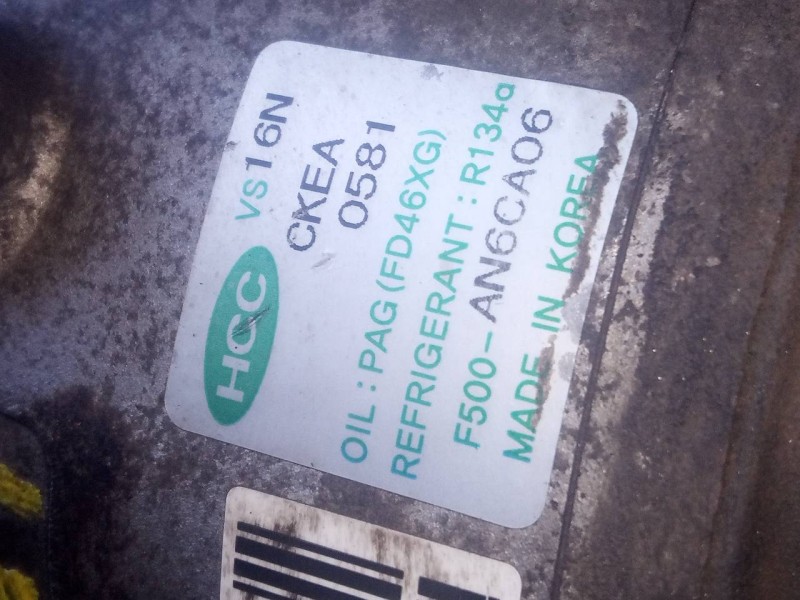 HCC VS16N
CKEA
0581
OIL : PAG (FD46XG)
REFRIGERANT : R134a
F500-AN6CA06
MADE IN KOREA